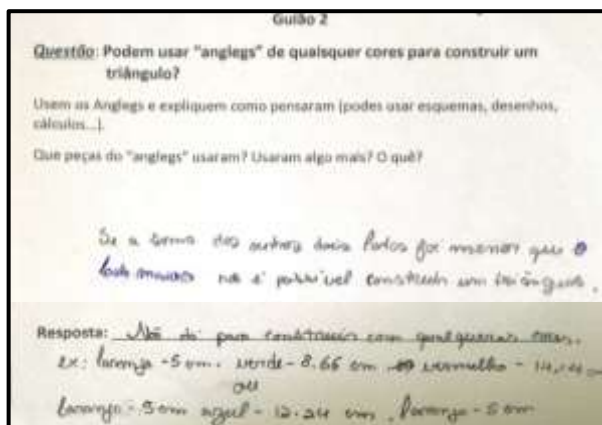 Guião 2
Questão: Podem usar "anglegs" de quaisquer cores para construir um
triângulo?
Usem os Anglegs e expliquem como pensaram (podes usar esquemas, desenhos,
cálculos...).
Que peças do "anglegs" usaram? Usaram algo mais? O quê?
Se a soma dos outros dois lados for menor que o
lado maior não é possível construir um triângulo.
Resposta: Não dá para construir com quaisquer cores.
ex: laranja - 5 cm. verde - 8.66 cm vermelho - 14,14 cm
ou
laranja - 5 cm azul - 12.24 cm. laranja - 5 cm